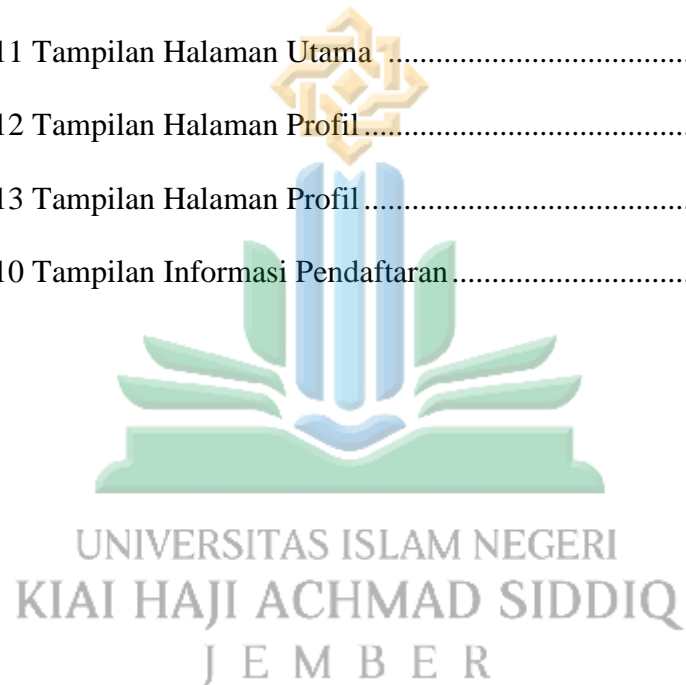 11 Tampilan Halaman Utama ..........................................
12 Tampilan Halaman Profil.............................................
13 Tampilan Halaman Profil.............................................
10 Tampilan Informasi Pendaftaran.................................
UNIVERSITAS ISLAM NEGERI
KIAI HAJI ACHMAD SIDDIQ
J E M B E R